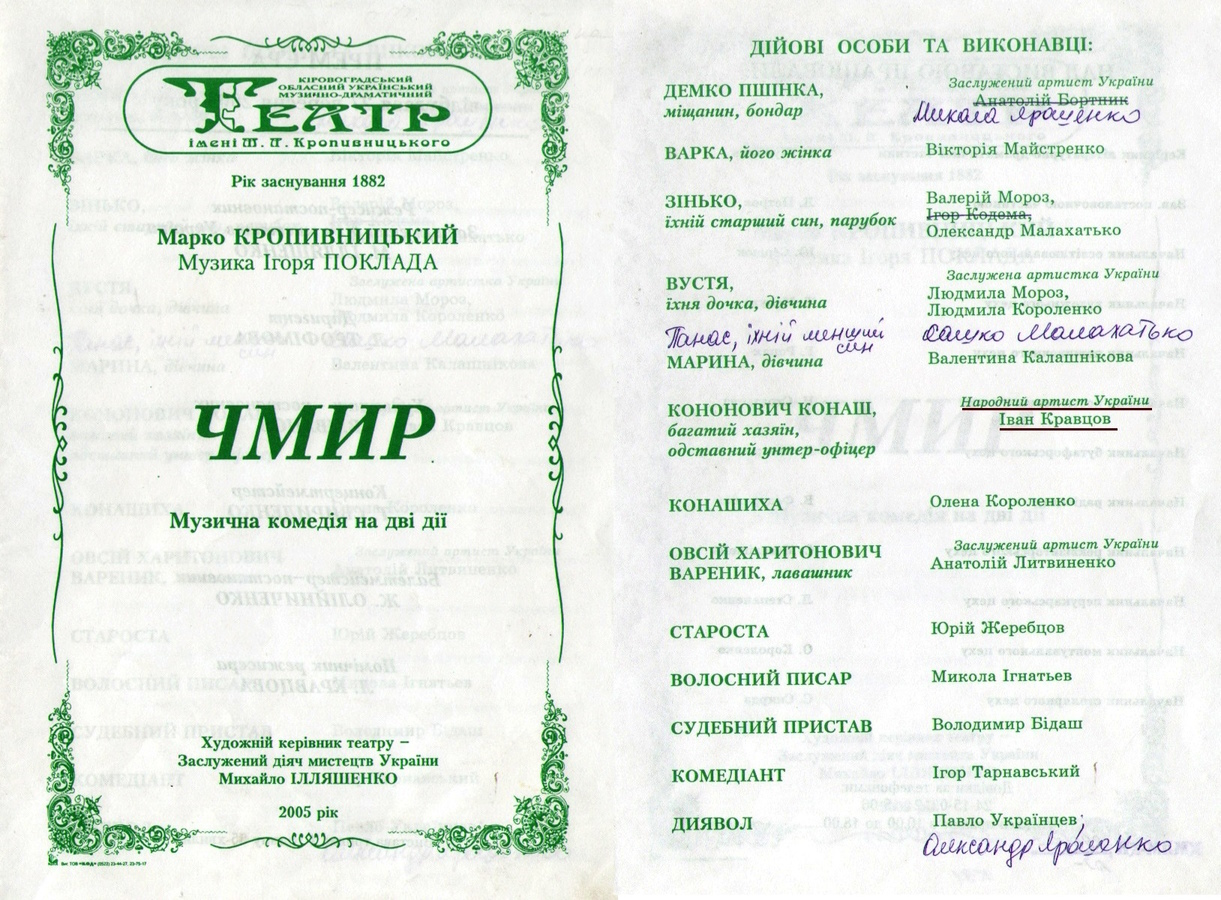 КІРОВОГРАДСЬКИЙ
ОБЛАСНИЙ УКРАЇНСЬКИЙ
МУЗИЧНО-ДРАМАТИЧНИЙ
ТЕАТР
імені М. Л. Кропивницького
Рік заснування 1882
Марко КРОПИВНИЦЬКИЙ
Музика Ігоря ПОКЛАДА
ЧМИР
Музична комедія на дві дії
Художній керівник театру –
Заслужений діяч мистецтв України
Михайло ІЛЛЯШЕНКО
2005 рік
ДІЙОВІ ОСОБИ ТА ВИКОНАВЦІ:
ДЕМКО ПШІНКА,
міщанин, бондар
Заслужений артист України
Анатолій Бортник
Микола Ярошенко
ВАРКА, його жінка
Вікторія Майстренко
ЗІНЬКО,
їхній старший син, парубок
Валерій Мороз,
Ігор Кодема,
Олександр Малахатько
ВУСТЯ,
їхня дочка, дівчина
Заслужена артистка України
Людмила Мороз,
Людмила Короленко
Панас, їхній менший син
Сашко Малахатько
МАРИНА, дівчина
Валентина Калашнікова
КОНОНОВИЧ КОНАШ,
багатий хазяїн,
одставний унтер-офіцер
Народний артист України
Іван Кравцов
КОНАШИХА
Олена Короленко
ОВСІЙ ХАРИТОНОВИЧ
ВАРЕНИК, лавашник
Заслужений артист України
Анатолій Литвиненко
СТАРОСТА
Юрій Жеребцов
ВОЛОСНИЙ ПИСАР
Микола Ігнатьев
СУДЕБНИЙ ПРИСТАВ
Володимир Бідаш
КОМЕДІАНТ
Ігор Тарнавський
ДИЯВОЛ
Павло Українцев
Олександр Ярошенко